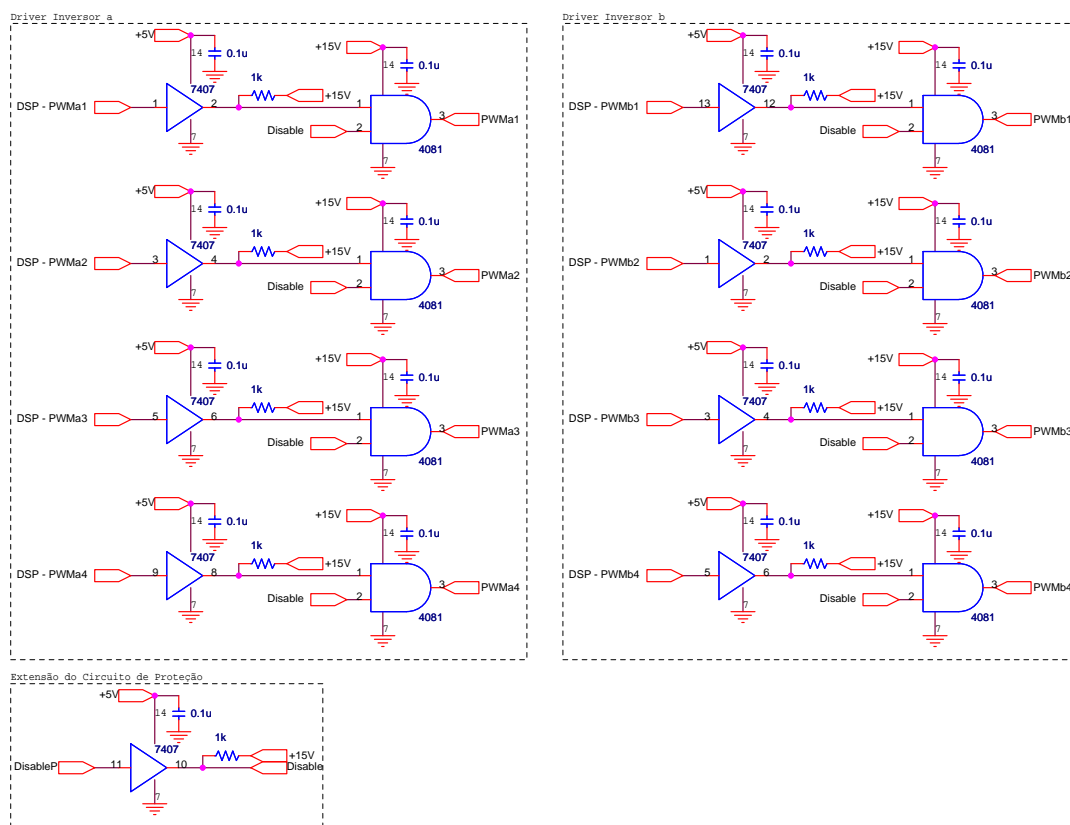 Driver Inversor a
+5V
14
0.1u
+15V
14
0.1u
7407
1k
+15V
DSP - PWMa1
1
2
1
Disable
2
3
PWMa1
7
4081
7
+5V
14
0.1u
+15V
14
0.1u
7407
1k
+15V
DSP - PWMa2
3
4
1
Disable
2
3
PWMa2
7
4081
7
+5V
14
0.1u
+15V
14
0.1u
7407
1k
+15V
DSP - PWMa3
5
6
1
Disable
2
3
PWMa3
7
4081
7
+5V
14
0.1u
+15V
14
0.1u
7407
1k
+15V
DSP - PWMa4
9
8
1
Disable
2
3
PWMa4
7
4081
7
Driver Inversor b
+5V
14
0.1u
+15V
14
0.1u
7407
1k
+15V
DSP - PWMb1
13
12
1
Disable
2
3
PWMb1
7
4081
7
+5V
14
0.1u
+15V
14
0.1u
7407
1k
+15V
DSP - PWMb2
1
2
1
Disable
2
3
PWMb2
7
4081
7
+5V
14
0.1u
+15V
14
0.1u
7407
1k
+15V
DSP - PWMb3
3
4
1
Disable
2
3
PWMb3
7
4081
7
+5V
14
0.1u
+15V
14
0.1u
7407
1k
+15V
DSP - PWMb4
5
6
1
Disable
2
3
PWMb4
7
4081
7
Extensão do Circuito de Proteção
+5V
14
0.1u
7407
1k
+15V
DisableP
11
10
Disable
7